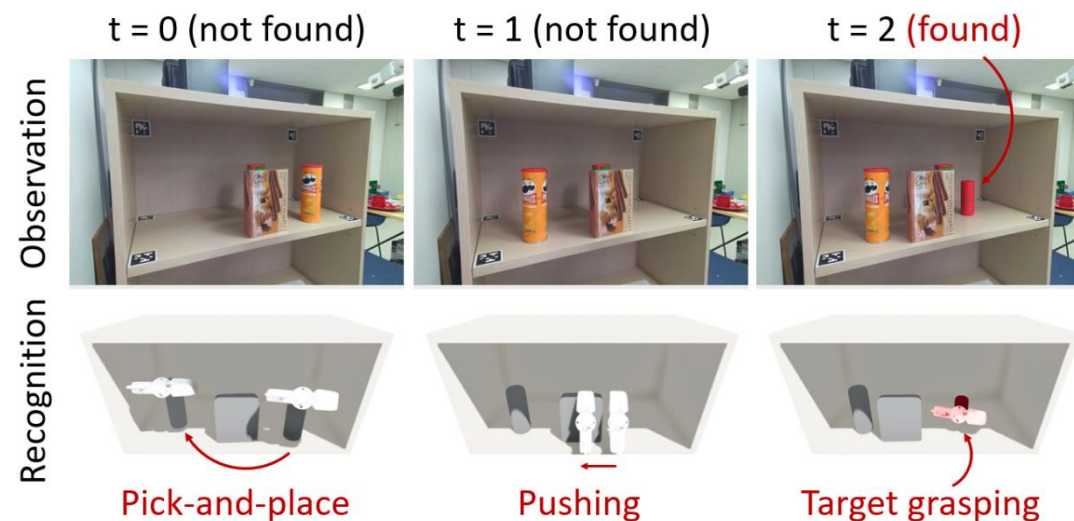 t = 0 (not found)
t = 1 (not found)
t = 2 (found)
Observation
Recognition
Pick-and-place
Pushing
Target grasping